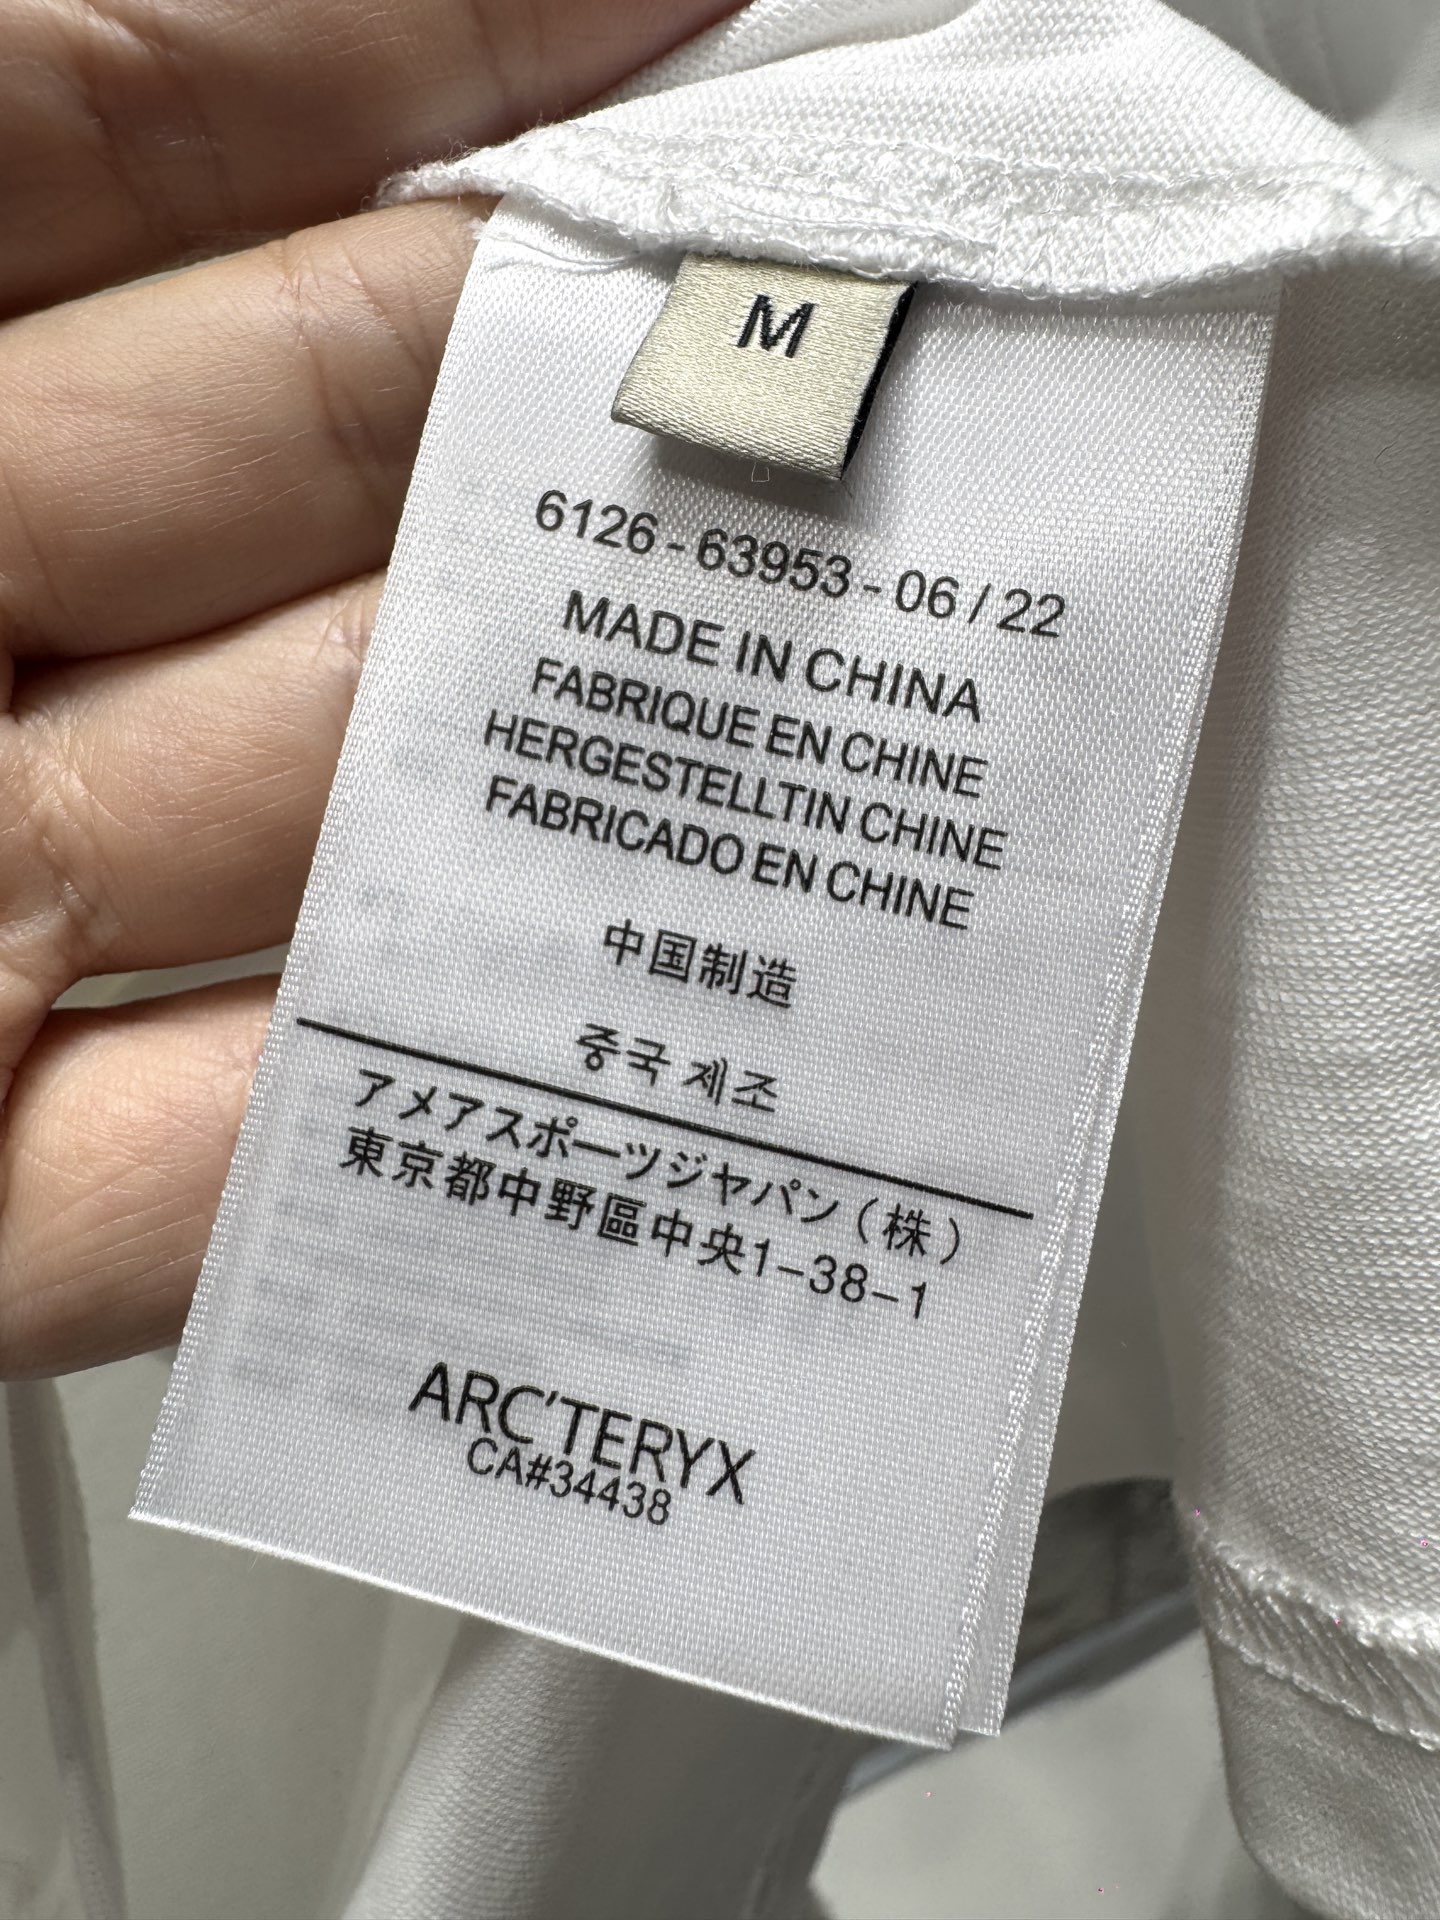 M
6126 - 63953 - 06 / 22
MADE IN CHINA
FABRIQUE EN CHINE
HERGESTELLTIN CHINE
FABRICADO EN CHINE
中国制造
중국 제조
アメアスポーツジャパン（株）
東京都中野區中央1-38-1
ARC'TERYX
CA#34438